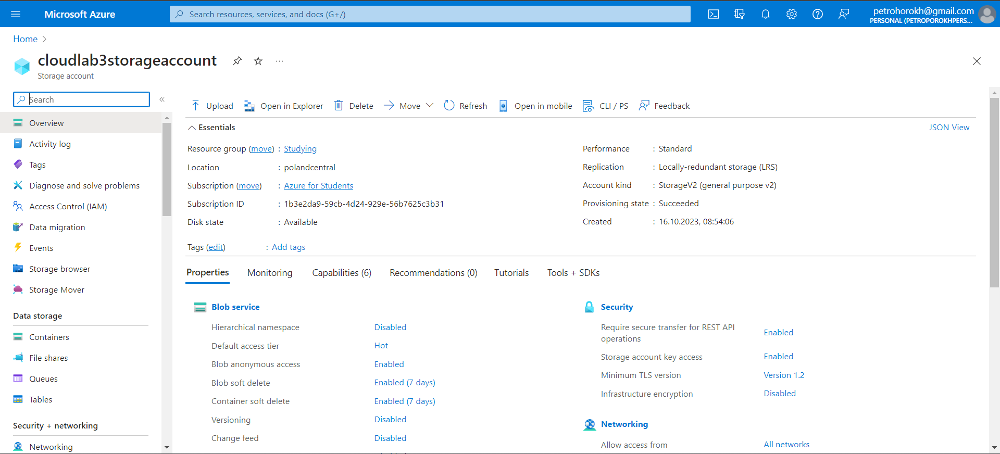 Microsoft Azure
Search resources, services, and docs (G+/)
petrohorokh@gmail.com
PERSONAL (PETROPOROKHPERS...
Home
cloudlab3storageaccount
Storage account
Search
Overview
Activity log
Tags
Diagnose and solve problems
Access Control (IAM)
Data migration
Events
Storage browser
Storage Mover
Data storage
Containers
File shares
Queues
Tables
Security + networking
Networking
Upload
Open in Explorer
Delete
Move
Refresh
Open in mobile
CLI / PS
Feedback
Essentials
JSON View
Resource group (move) : Studying
Location : polandcentral
Subscription (move) : Azure for Students
Subscription ID : 1b3e2da9-59cb-4d24-929e-56b7625c3b31
Disk state : Available
Performance : Standard
Replication : Locally-redundant storage (LRS)
Account kind : StorageV2 (general purpose v2)
Provisioning state : Succeeded
Created : 16.10.2023, 08:54:06
Tags (edit) : Add tags
Properties
Monitoring
Capabilities (6)
Recommendations (0)
Tutorials
Tools + SDKs
Blob service
Hierarchical namespace Disabled
Default access tier Hot
Blob anonymous access Enabled
Blob soft delete Enabled (7 days)
Container soft delete Enabled (7 days)
Versioning Disabled
Change feed Disabled
Security
Require secure transfer for REST API
operations
Enabled
Storage account key access Enabled
Minimum TLS version Version 1.2
Infrastructure encryption Disabled
Networking
Allow access from All networks